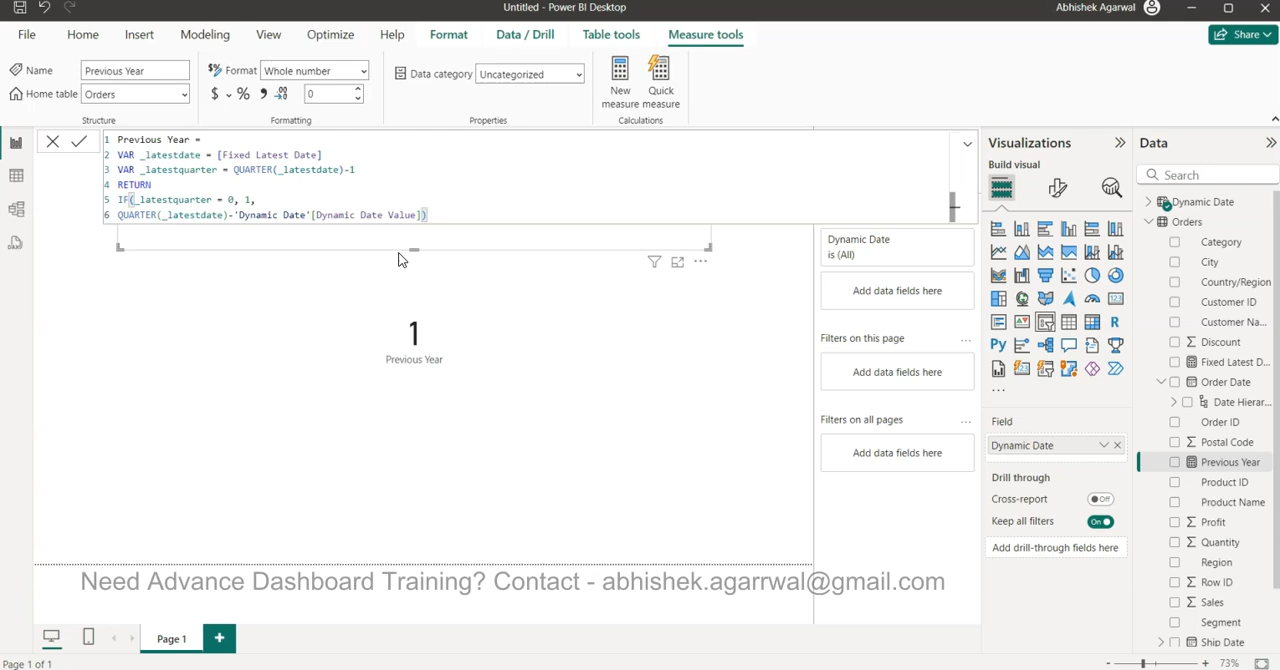 Untitled - Power BI Desktop
Abhishek Agarwal
File
Home
Insert
Modeling
View
Optimize
Help
Format
Data / Drill
Table tools
Measure tools
Share
Name
Previous Year
Home table
Orders
Structure
Format
Whole number
$
%
0
Formatting
Data category
Uncategorized
Properties
New measure
Quick measure
Calculations
1 Previous Year =
2 VAR _latestdate = [Fixed Latest Date]
3 VAR _latestquarter = QUARTER(_latestdate)-1
4 RETURN
5 IF(_latestquarter = 0, 1,
6 QUARTER(_latestdate)-'Dynamic Date'[Dynamic Date Value])
1
Previous Year
Dynamic Date
is (All)
Add data fields here
Filters on this page
...
Add data fields here
Filters on all pages
...
Add data fields here
Visualizations
Build visual
R
Py
...
Field
Dynamic Date
Drill through
Cross-report
Off
Keep all filters
On
Add drill-through fields here
Data
Search
Dynamic Date
Orders
Category
City
Country/Region
Customer ID
Customer Na...
Discount
Fixed Latest D...
Order Date
Date Hierar...
Order ID
Postal Code
Previous Year
Product ID
Product Name
Profit
Quantity
Region
Row ID
Sales
Segment
Ship Date
Need Advance Dashboard Training? Contact - abhishek.agarrwal@gmail.com
Page 1
Page 1 of 1
- + 73%